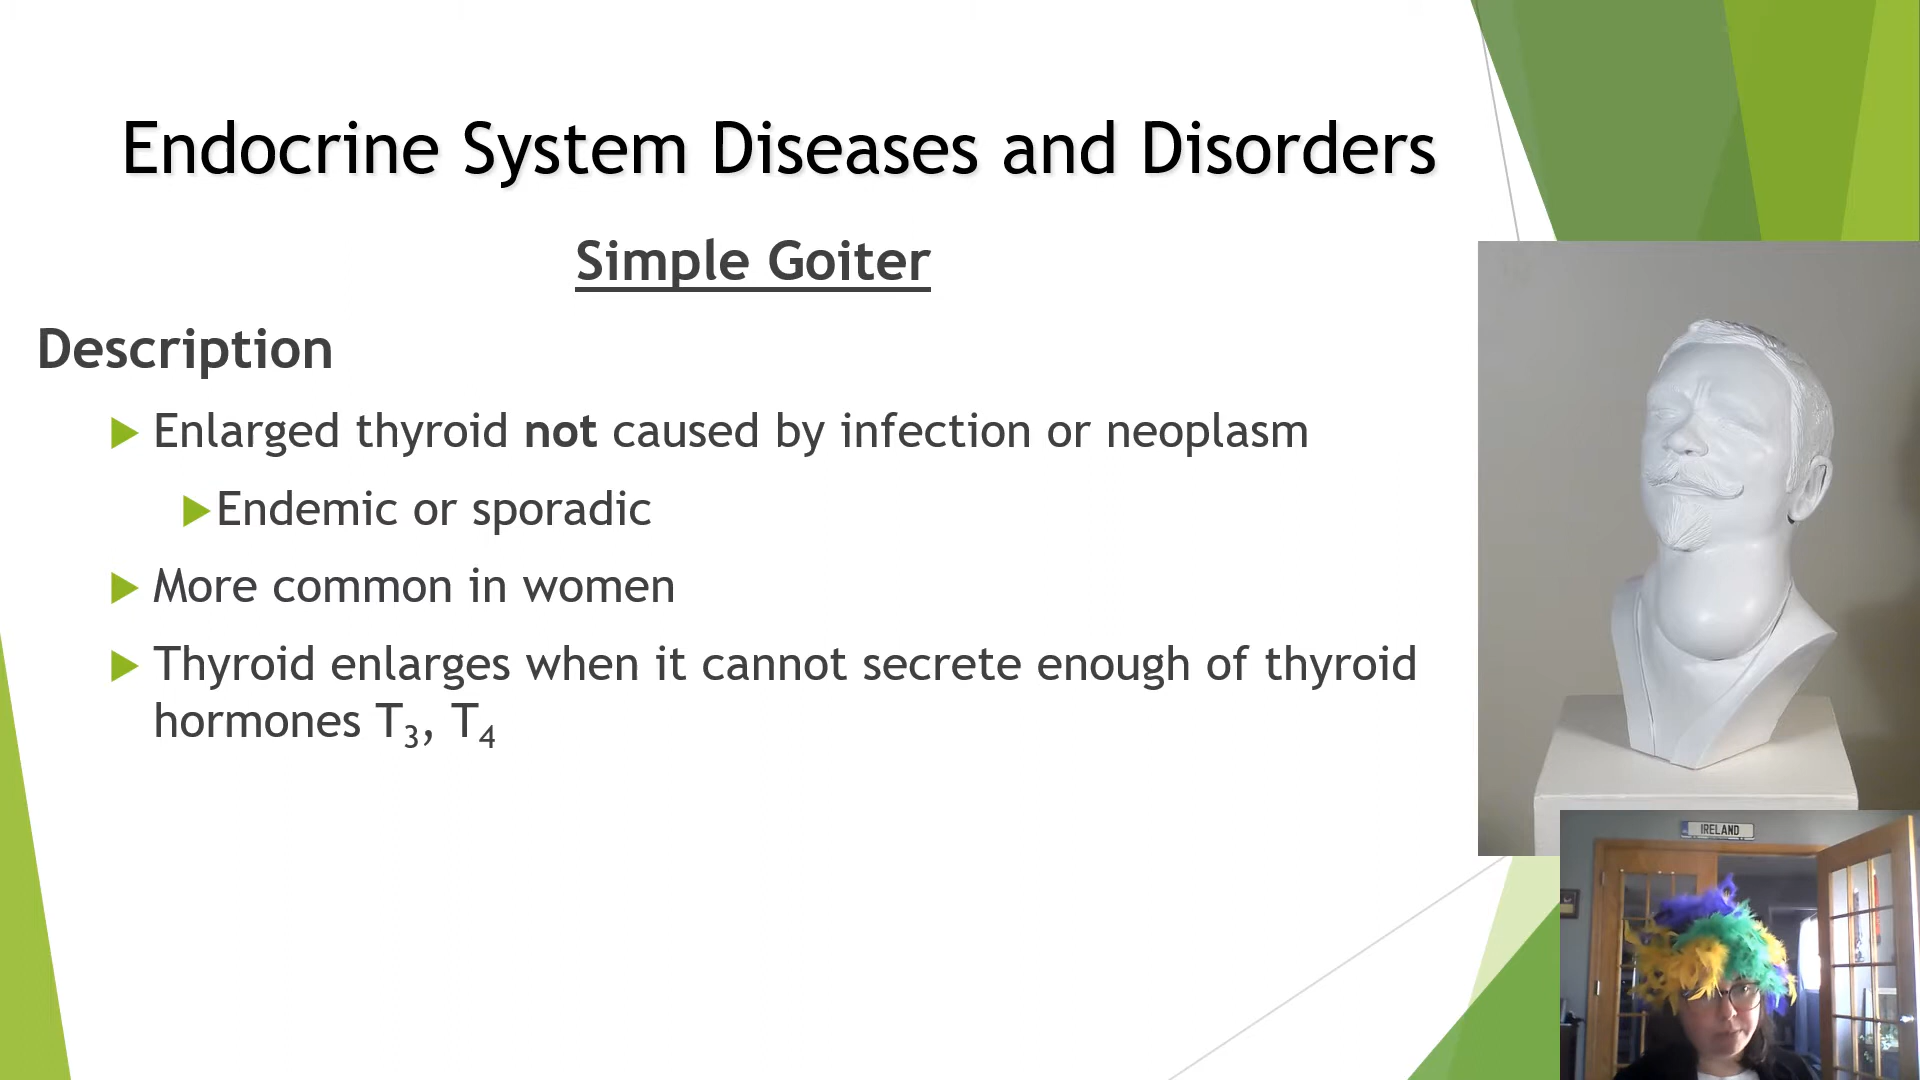 Endocrine System Diseases and Disorders
Simple Goiter
Description
Enlarged thyroid not caused by infection or neoplasm
Endemic or sporadic
More common in women
Thyroid enlarges when it cannot secrete enough of thyroid
hormones T₃, T₄
IRELAND